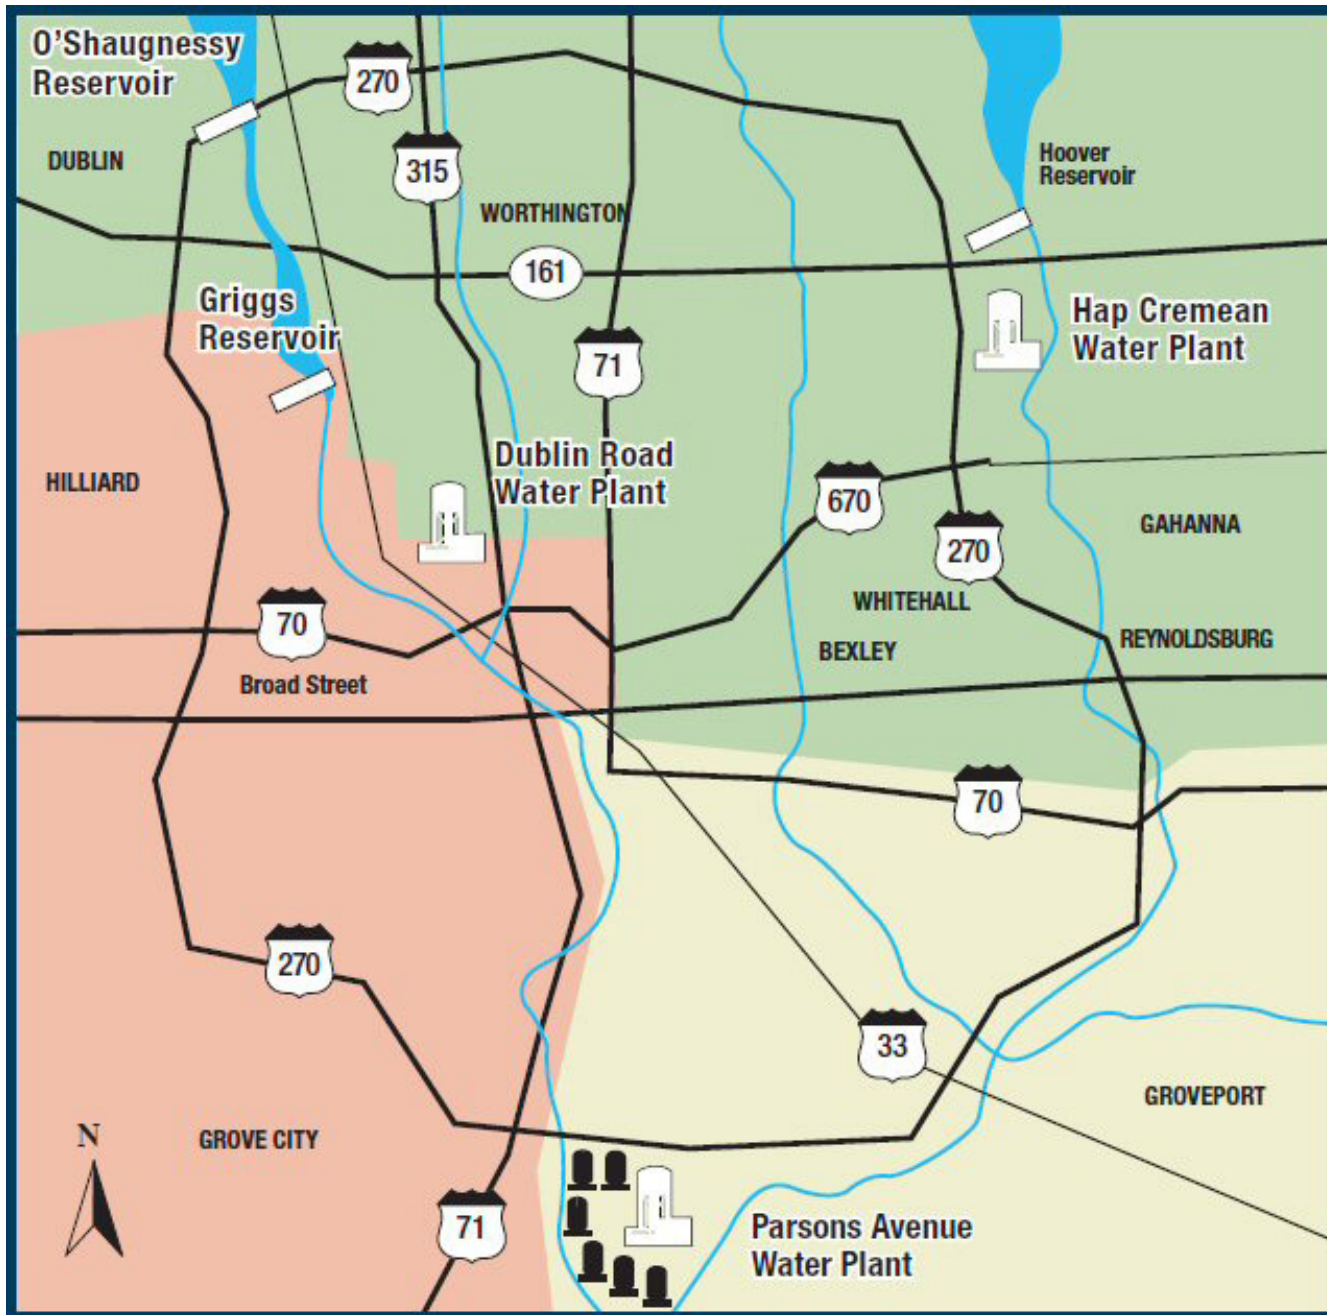 O'Shaugnessy
Reservoir
270
DUBLIN
315
Hoover
Reservoir
WORTHINGTON
161
Griggs
Reservoir
71
Hap Cremean
Water Plant
HILLIARD
Dublin Road
Water Plant
670
270
GAHANNA
70
WHITEHALL
BEXLEY
REYNOLDSBURG
Broad Street
70
270
33
GROVEPORT
N
GROVE CITY
71
Parsons Avenue
Water Plant